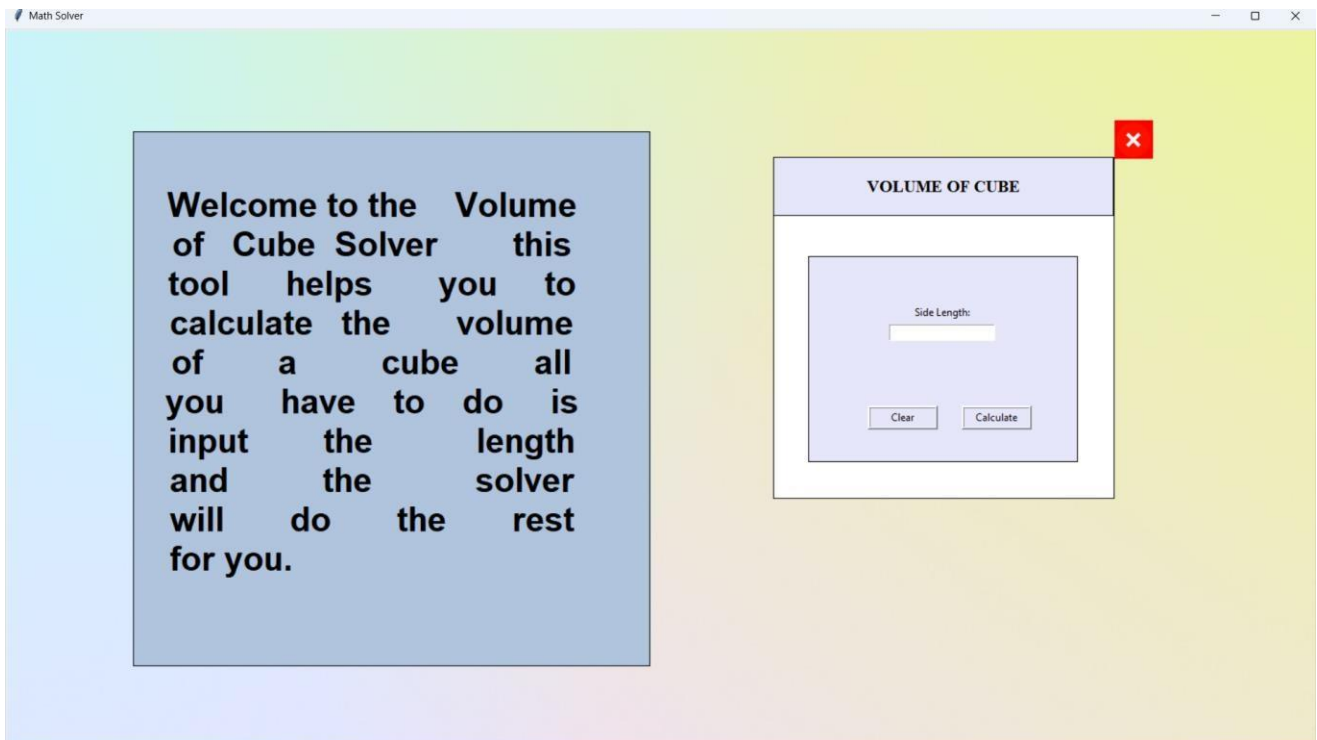 Math Solver
Welcome to the Volume
of Cube Solver this
tool helps you to
calculate the volume
of a cube all
you have to do is
input the length
and the solver
will do the rest
for you.
VOLUME OF CUBE
Side Length:
Clear Calculate